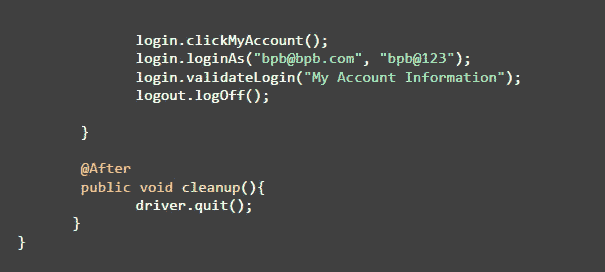 login.clickMyAccount();
login.loginAs("bpb@bpb.com", "bpb@123");
login.validateLogin("My Account Information");
logout.logOff();
}
@After
public void cleanup(){
driver.quit();
}
}